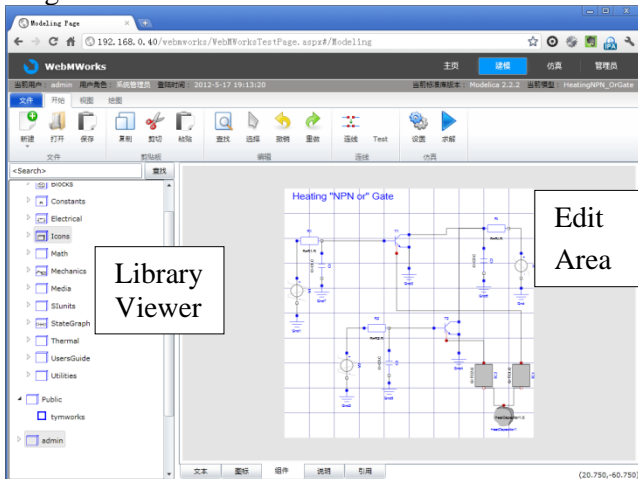 Modeling Page
192.168.0.40/webmworks/WebMWorksTestPage.aspx#/Modeling
WebMWorks
主页 建模 仿真 管理员
当前用户: admin 用户角色: 系统管理员 登陆时间: 2012-5-17 19:13:20 当前标准库版本: Modelica 2.2.2 当前模型: HeatingNPN_OrGate
文件 开始 视图 绘图
新建 打开 保存 复制 剪切 粘贴 查找 选择 撤销 重做 连线 Test 设置 求解
文件 剪贴板 编辑 连线 仿真
<Search> 查找
Blocks
Constants
Electrical
Icons
Math
Mechanics
Media
SIunits
StateGraph
Thermal
UsersGuide
Utilities
Public
tymworks
admin
Library
Viewer
Heating "NPN or" Gate
Edit
Area
文本 图标 组件 说明 引用
(20.750,-60.750)